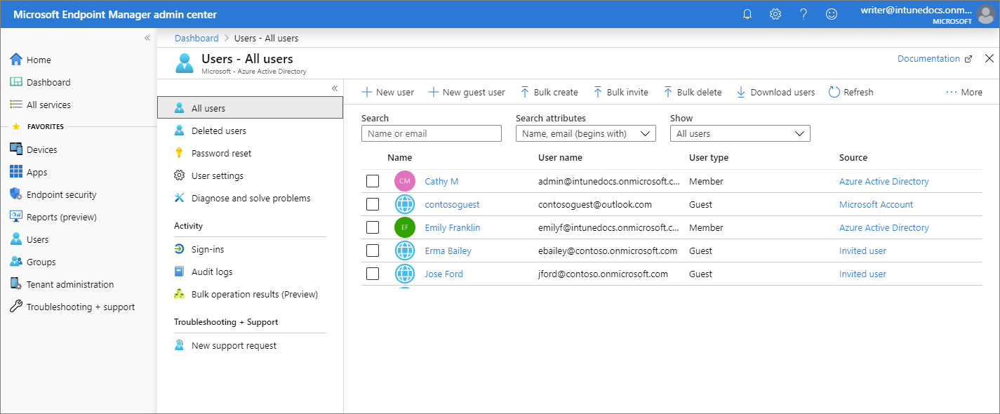 Microsoft Endpoint Manager admin center
writer@intunedocs.onm...
MICROSOFT
Home
Dashboard
All services
FAVORITES
Devices
Apps
Endpoint security
Reports (preview)
Users
Groups
Tenant administration
Troubleshooting + support
Dashboard > Users - All users
Users - All users
Microsoft - Azure Active Directory
Documentation
All users
Deleted users
Password reset
User settings
Diagnose and solve problems
Activity
Sign-ins
Audit logs
Bulk operation results (Preview)
Troubleshooting + Support
New support request
New user New guest user Bulk create Bulk invite Bulk delete Download users Refresh ... More
Search Search attributes Show
Name or email Name, email (begins with) All users
Name User name User type Source
CM Cathy M admin@intunedocs.onmicrosoft.c... Member Azure Active Directory
contosoguest contosoguest@outlook.com Guest Microsoft Account
EF Emily Franklin emilyf@intunedocs.onmicrosoft.c... Member Azure Active Directory
Erma Bailey ebailey@contoso.onmicrosoft.com Guest Invited user
Jose Ford jford@contoso.onmicrosoft.com Guest Invited user